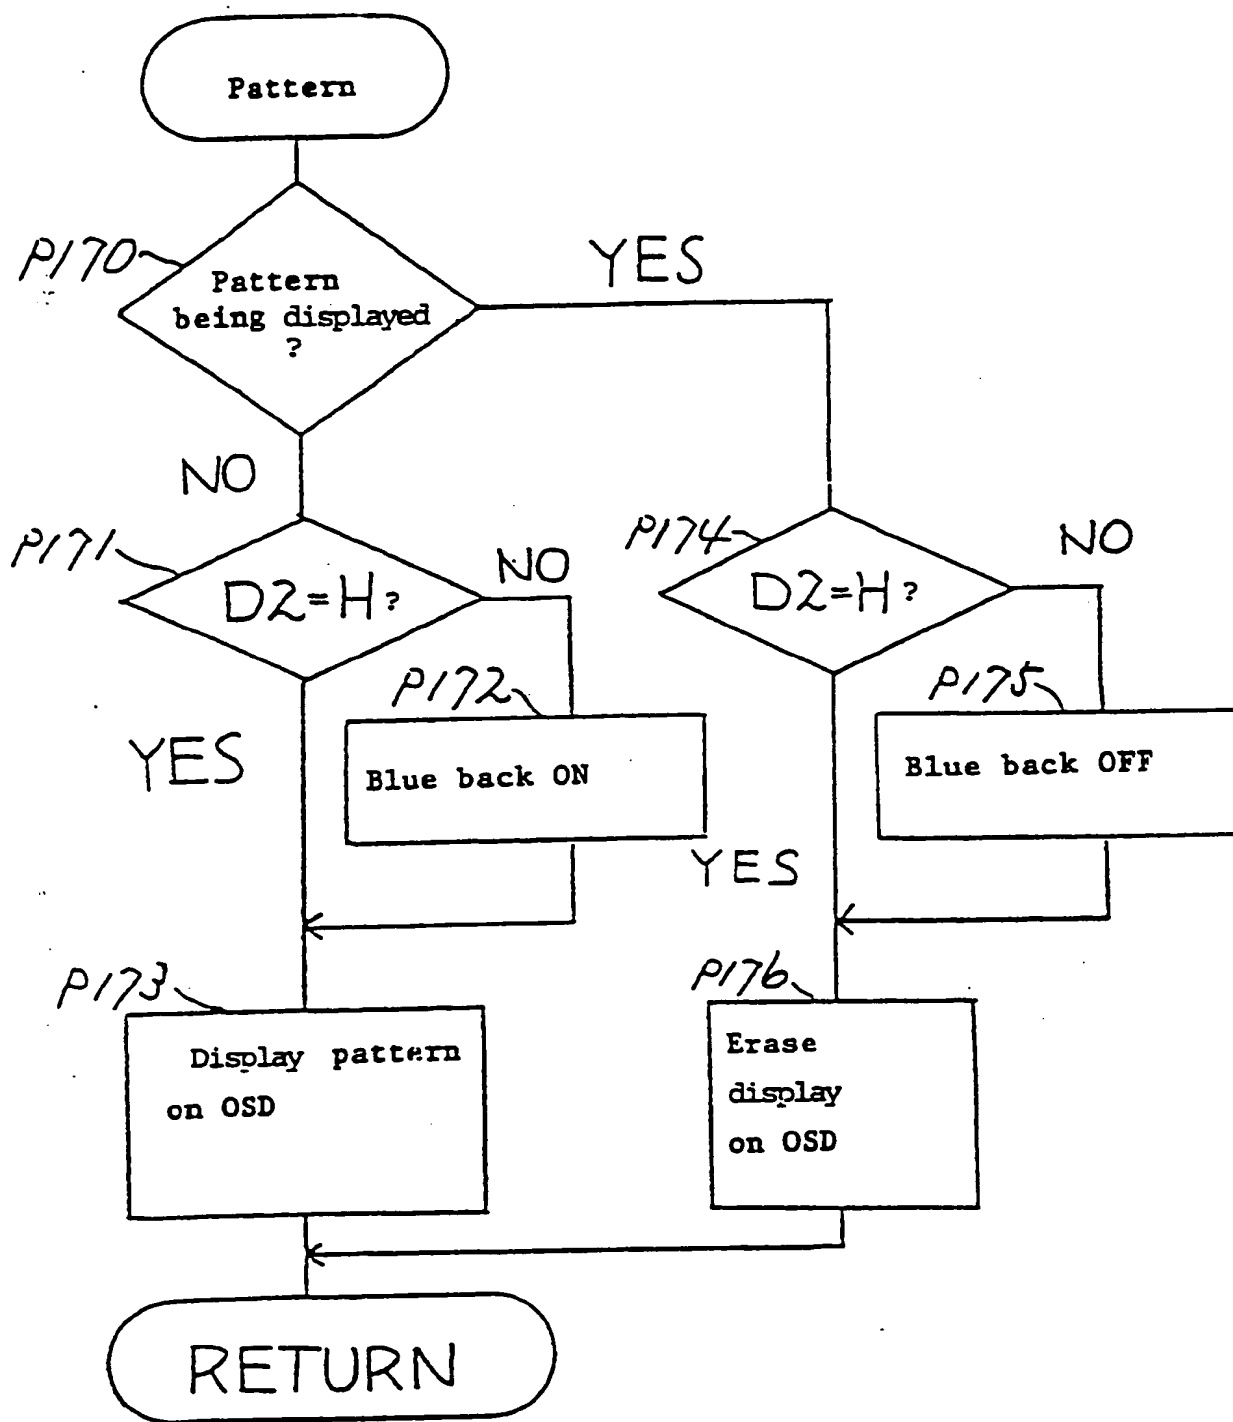 Pattern
P170
YES
Pattern
being displayed
?
NO
P171
D2=H?
NO
P174
D2=H?
NO
P172
Blue back ON
YES
P175
Blue back OFF
YES
P173
Display pattern
on OSD
P176
Erase
display
on OSD
RETURN